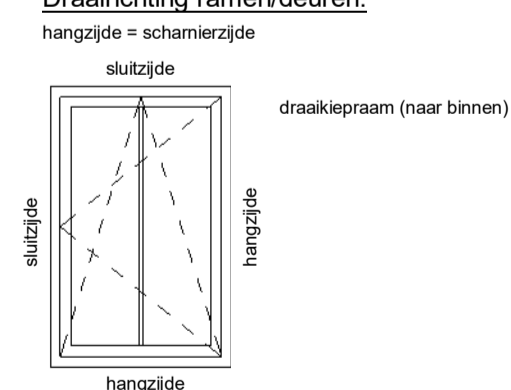 Draairichting ramen/deuren:
hangzijde = scharnierzijde
sluitzijde
draaikiepraam (naar binnen)
sluitzijde
hangzijde
hangzijde